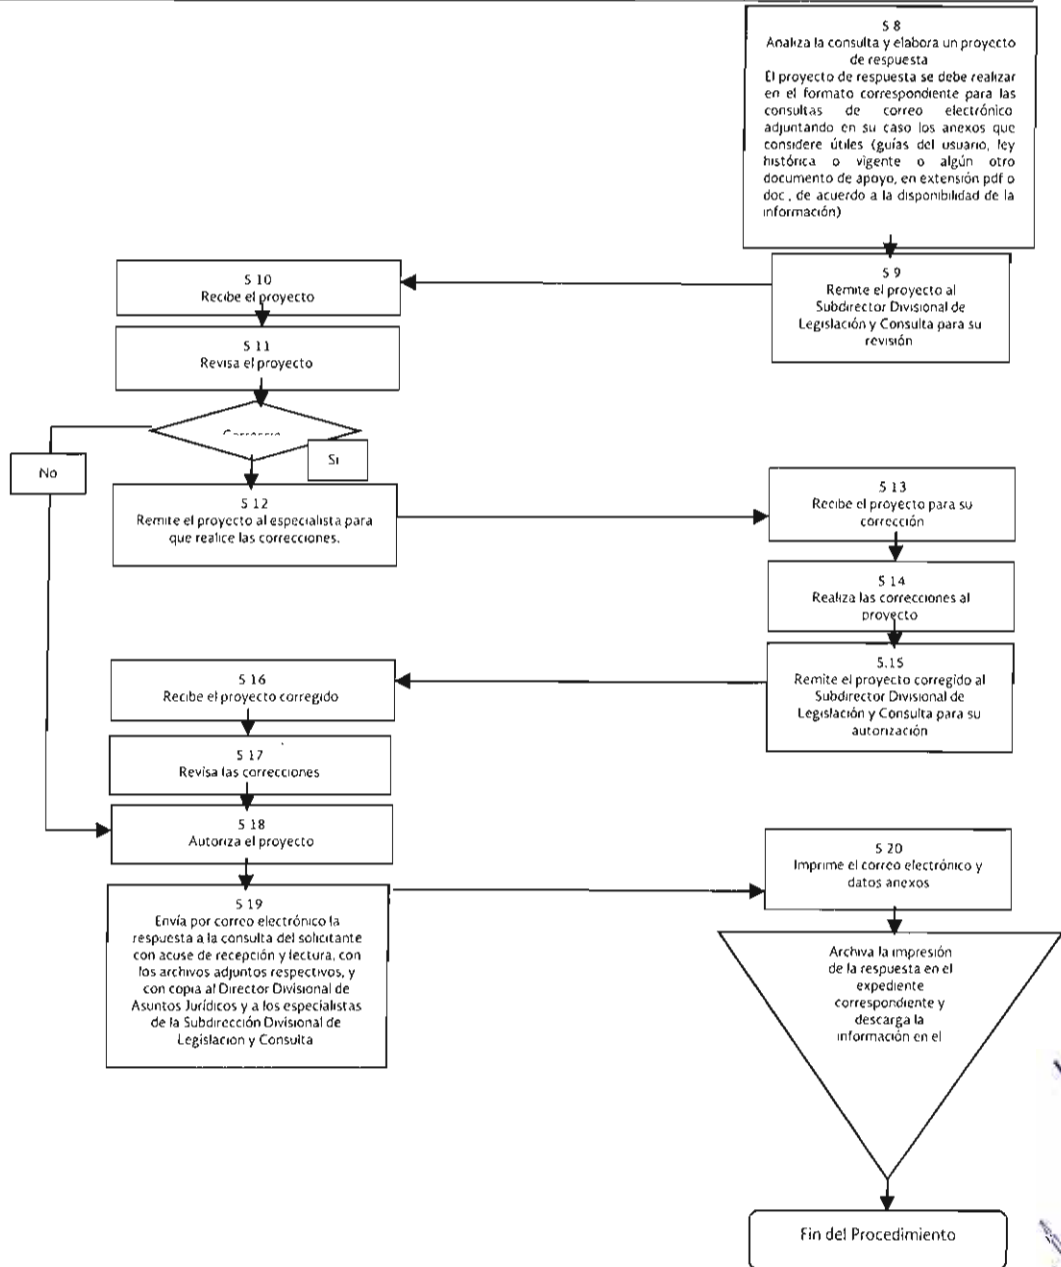 5 8
Analiza la consulta y elabora un proyecto
de respuesta
El proyecto de respuesta se debe realizar
en el formato correspondiente para las
consultas de correo electrónico
adjuntando en su caso los anexos que
considere útiles (guías del usuario, ley
histórica o vigente o algún otro
documento de apoyo, en extensión pdf o
doc , de acuerdo a la disponibilidad de la
información)
5 9
Remite el proyecto al
Subdirector Divisional de
Legislación y Consulta para su
revisión
5 10
Recibe el proyecto
5 11
Revisa el proyecto
Si
No
5 12
Remite el proyecto al especialista para
que realice las correcciones.
5 13
Recibe el proyecto para su
corrección
5 14
Realiza las correcciones al
proyecto
5.15
Remite el proyecto corregido al
Subdirector Divisional de
Legislación y Consulta para su
autorización
5 16
Recibe el proyecto corregido
5 17
Revisa las correcciones
5 18
Autoriza el proyecto
5 19
Envía por correo electrónico la
respuesta a la consulta del solicitante
con acuse de recepción y lectura, con
los archivos adjuntos respectivos, y
con copia al Director Divisional de
Asuntos Jurídicos y a los especialistas
de la Subdirección Divisional de
Legislación y Consulta
5 20
Imprime el correo electrónico y
datos anexos
Archiva la impresión
de la respuesta en el
expediente
correspondiente y
descarga la
información en el
Fin del Procedimiento